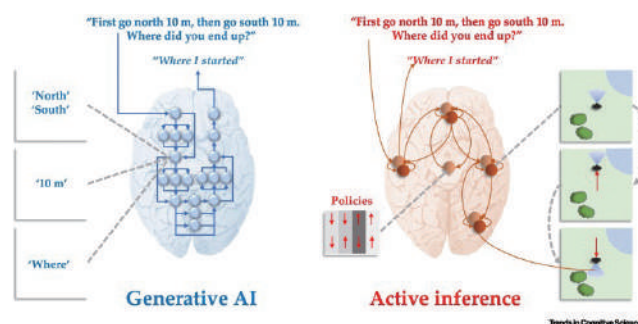 "First go north 10 m, then go south 10 m.
Where did you end up?"
"Where I started"
'North'
'South'
'10 m'
'Where'
Generative AI
"First go north 10 m, then go south 10 m.
Where did you end up?"
"Where I started"
Policies
Active inference
Trends in Cognitive Science